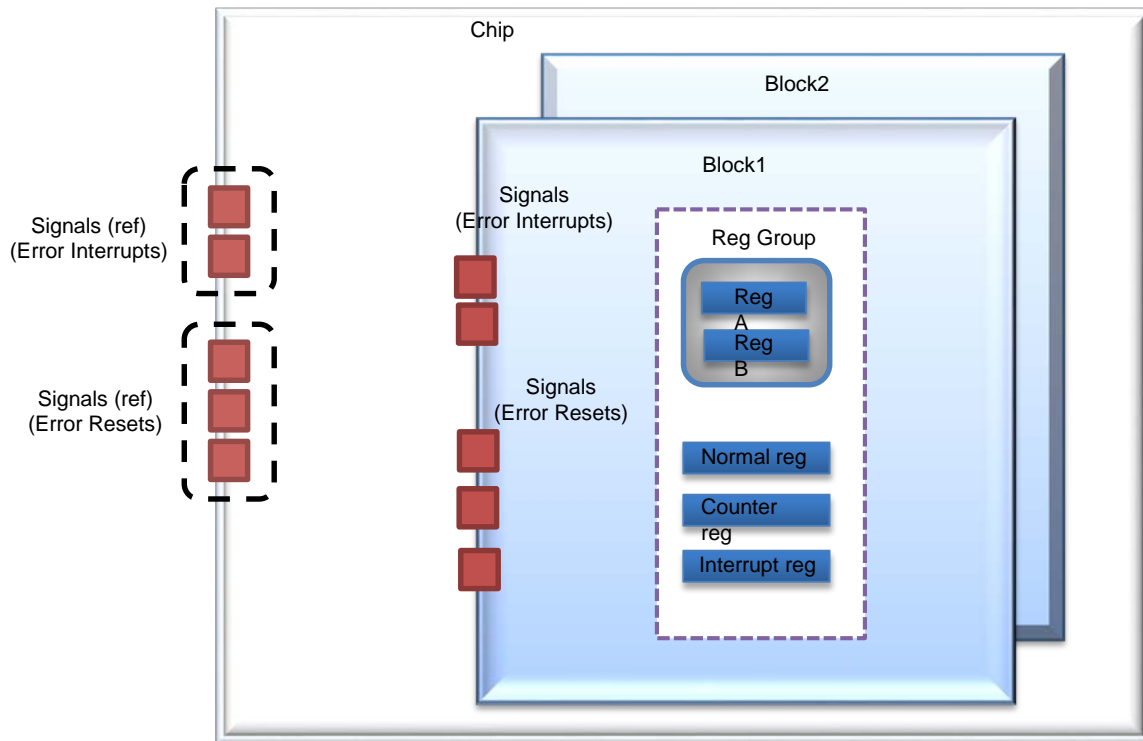 Chip
Block2
Block1
Signals (ref)
(Error Interrupts)
Signals
(Error Interrupts)
Reg Group
Reg
A
Reg
B
Signals (ref)
(Error Resets)
Signals
(Error Resets)
Normal reg
Counter
reg
Interrupt reg